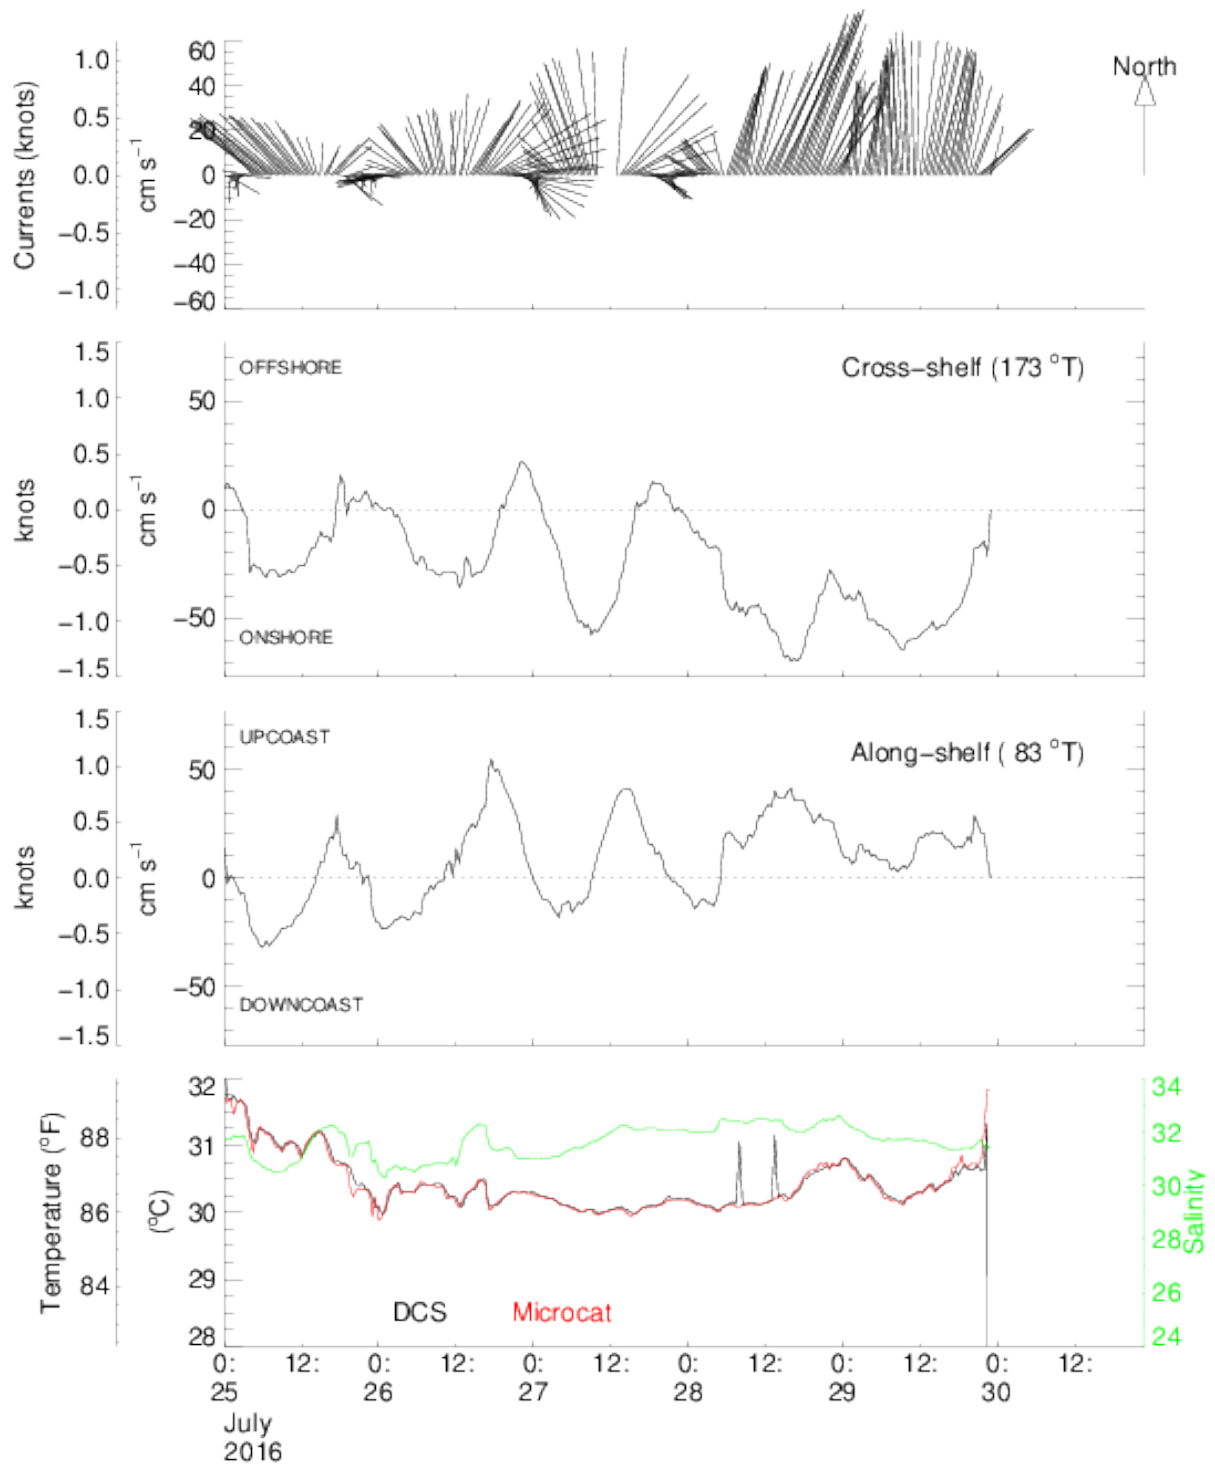 Currents (knots)
1.0
0.5
0.0
−0.5
−1.0
cm s−1
60
40
20
0
−20
−40
−60
North
knots
1.5
1.0
0.5
0.0
−0.5
−1.0
−1.5
cm s−1
50
0
−50
OFFSHORE
Cross−shelf (173 oT)
ONSHORE
knots
1.5
1.0
0.5
0.0
−0.5
−1.0
−1.5
cm s−1
50
0
−50
UPCOAST
Along−shelf ( 83 oT)
DOWNCOAST
Temperature (oF)
88
86
84
(oC)
32
31
30
29
28
DCS Microcat
34
32
30
28
26
24
Salinity
0: 12: 0: 12: 0: 12: 0: 12: 0: 12: 0: 12:
25 26 27 28 29 30
July
2016